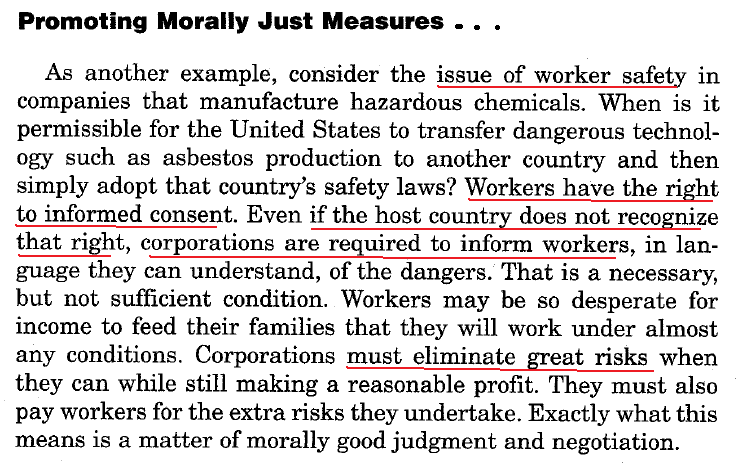 Promoting Morally Just Measures . . .
As another example, consider the issue of worker safety in
companies that manufacture hazardous chemicals. When is it
permissible for the United States to transfer dangerous technol-
ogy such as asbestos production to another country and then
simply adopt that country's safety laws? Workers have the right
to informed consent. Even if the host country does not recognize
that right, corporations are required to inform workers, in lan-
guage they can understand, of the dangers. That is a necessary,
but not sufficient condition. Workers may be so desperate for
income to feed their families that they will work under almost
any conditions. Corporations must eliminate great risks when
they can while still making a reasonable profit. They must also
pay workers for the extra risks they undertake. Exactly what this
means is a matter of morally good judgment and negotiation.